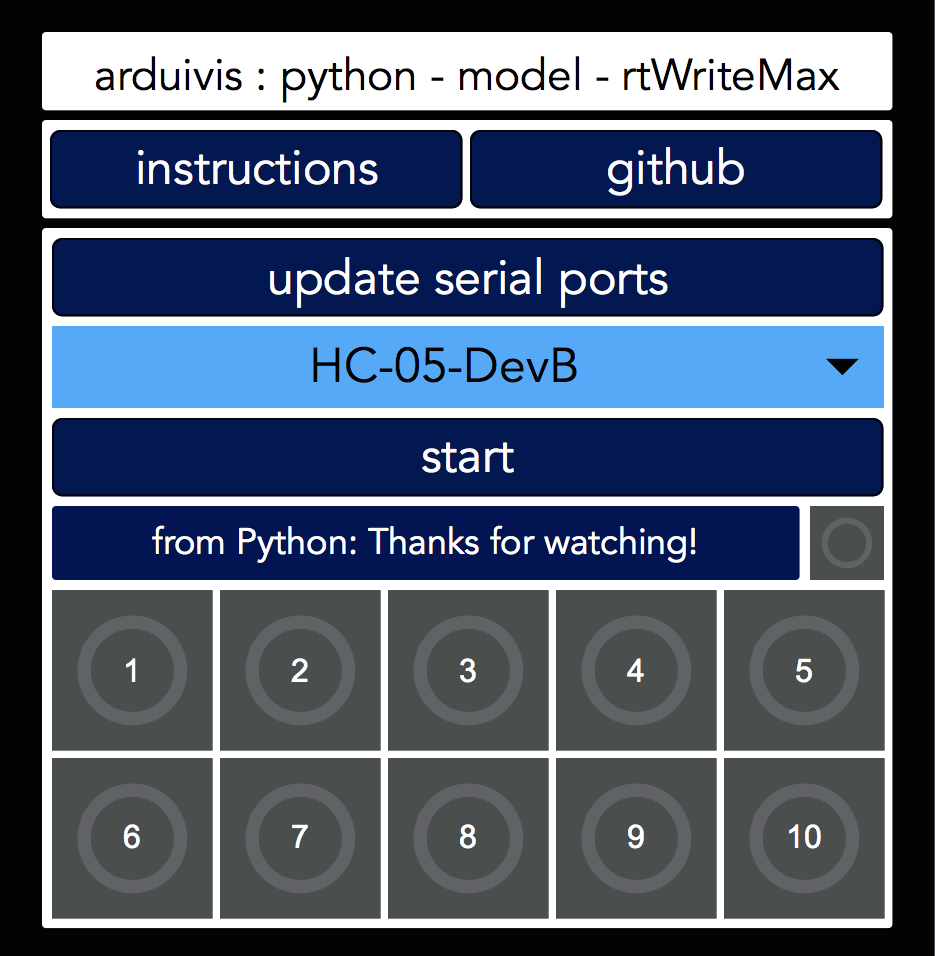 arduivis : python - model - rtWriteMax
instructions github
update serial ports
HC-05-DevB
start
from Python: Thanks for watching!
1 2 3 4 5
6 7 8 9 10